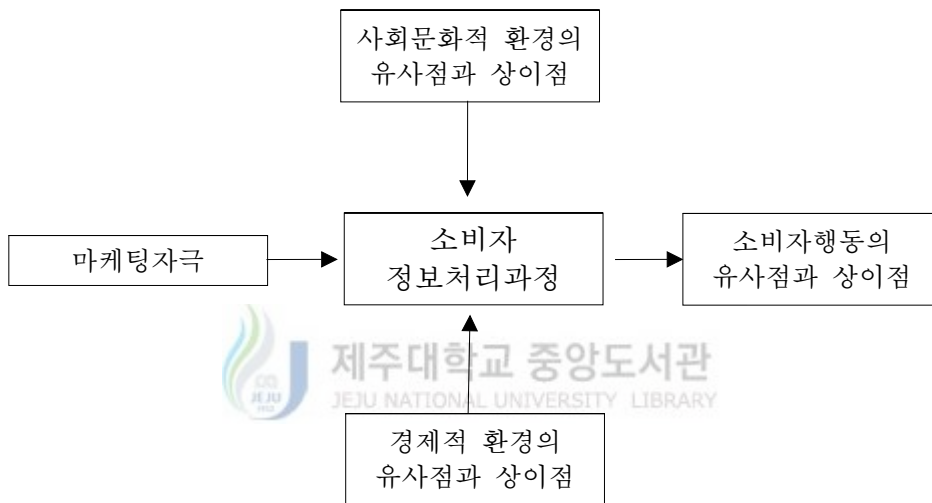 사회문화적 환경의
유사점과 상이점
마케팅자극
소비자
정보처리과정
소비자행동의
유사점과 상이점
제주대학교 중앙도서관
JEJU NATIONAL UNIVERSITY LIBRARY
JEJU
1952
경제적 환경의
유사점과 상이점